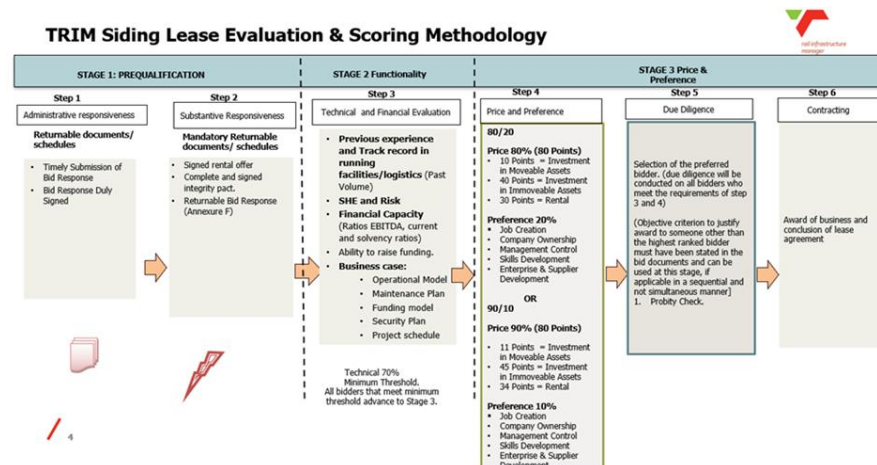 TRIM Siding Lease Evaluation & Scoring Methodology
rail infrastructure
manager
STAGE 1: PREQUALIFICATION
STAGE 2 Functionality
STAGE 3 Price &
Preference
Step 1
Administrative responsiveness
Returnable documents/
schedules
• Timely Submission of
Bid Response
• Bid Response Duly
Signed
Step 2
Substantive Responsiveness
Mandatory Returnable
documents/ schedules
• Signed rental offer
• Complete and signed
integrity pact.
• Returnable Bid Response
(Annexure F)
Step 3
Technical and Financial Evaluation
• Previous experience
and Track record in
running
facilities/logistics (Past
Volume)
• SHE and Risk
• Financial Capacity
(Ratios EBITDA, current
and solvency ratios)
• Ability to raise funding.
• Business case:
• Operational Model
• Maintenance Plan
• Funding model
• Security Plan
• Project schedule
Technical 70%
Minimum Threshold.
All bidders that meet minimum
threshold advance to Stage 3.
Step 4
Price and Preference
80/20
Price 80% (80 Points)
• 10 Points = Investment
in Moveable Assets
• 40 Points = Investment
in Immoveable Assets
• 30 Points = Rental
Preference 20%
• Job Creation
• Company Ownership
• Management Control
• Skills Development
• Enterprise & Supplier
Development
OR
90/10
Price 90% (80 Points)
• 11 Points = Investment
in Moveable Assets
• 45 Points = Investment
in Immoveable Assets
• 34 Points = Rental
Preference 10%
• Job Creation
• Company Ownership
• Management Control
• Skills Development
• Enterprise & Supplier
Development
Step 5
Due Diligence
Selection of the preferred
bidder. (due diligence will be
conducted on all bidders who
meet the requirements of step
3 and 4)
(Objective criterion to justify
award to someone other than
the highest ranked bidder
must have been stated in the
bid documents and can be
used at this stage, if
applicable in a sequential and
not simultaneous manner]
1. Probity Check.
Step 6
Contracting
Award of business and
conclusion of lease
agreement
4